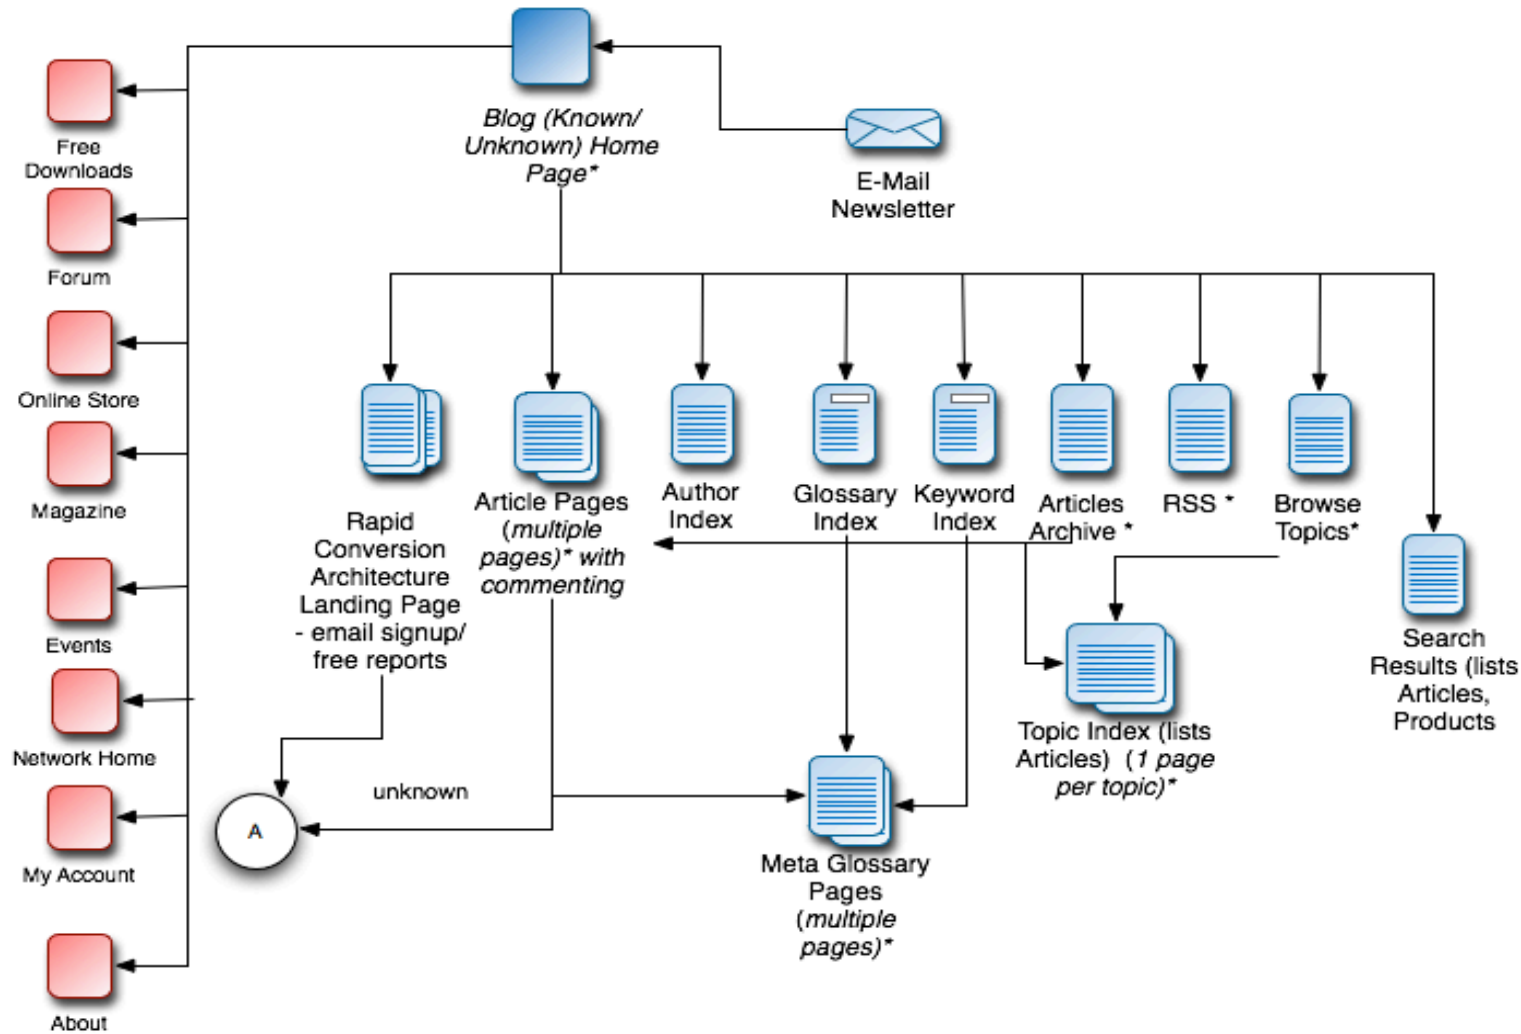 Blog (Known/
Unknown) Home
Page*
E-Mail
Newsletter
Free
Downloads
Forum
Online Store
Magazine
Events
Network Home
My Account
About
Rapid
Conversion
Architecture
Landing Page
- email signup/
free reports
Article Pages
(multiple
pages)* with
commenting
Author
Index
Glossary
Index
Keyword
Index
Articles
Archive *
RSS *
Browse
Topics*
Search
Results (lists
Articles,
Products
Topic Index (lists
Articles) (1 page
per topic)*
unknown
A
Meta Glossary
Pages
(multiple
pages)*